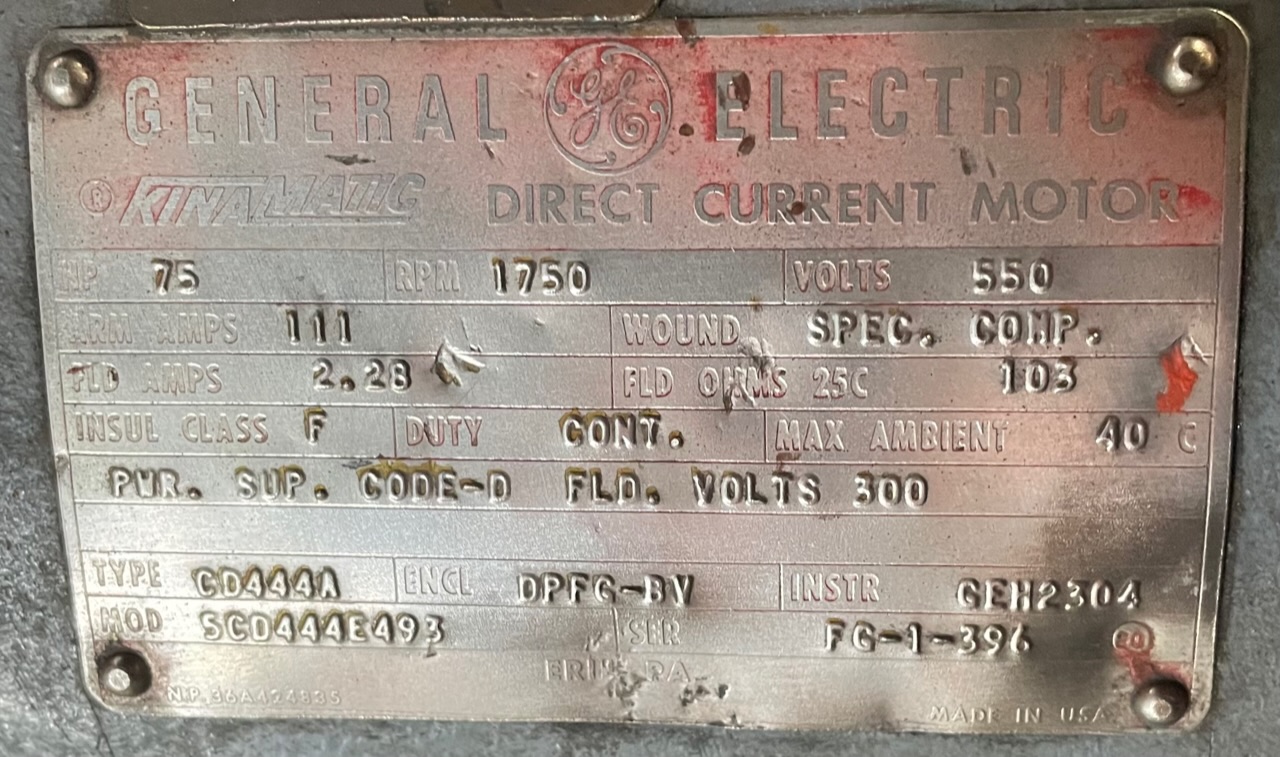 GENERAL GE ELECTRIC
® KINAMATIC DIRECT CURRENT MOTOR
HP 75 RPM 1750 VOLTS 550
ARM AMPS 111 WOUND SPEC. COMP.
FLD AMPS 2.28 FLD OHMS 25C 103
INSUL CLASS F DUTY CONT. MAX AMBIENT 40 C
PWR. SUP. CODE-D FLD. VOLTS 300
TYPE CD444A ENCL DPFG-BV INSTR GEH2304
MOD 5CD444E493 SER FG-1-396
ERIE PA.
NP 36A424835 MADE IN USA